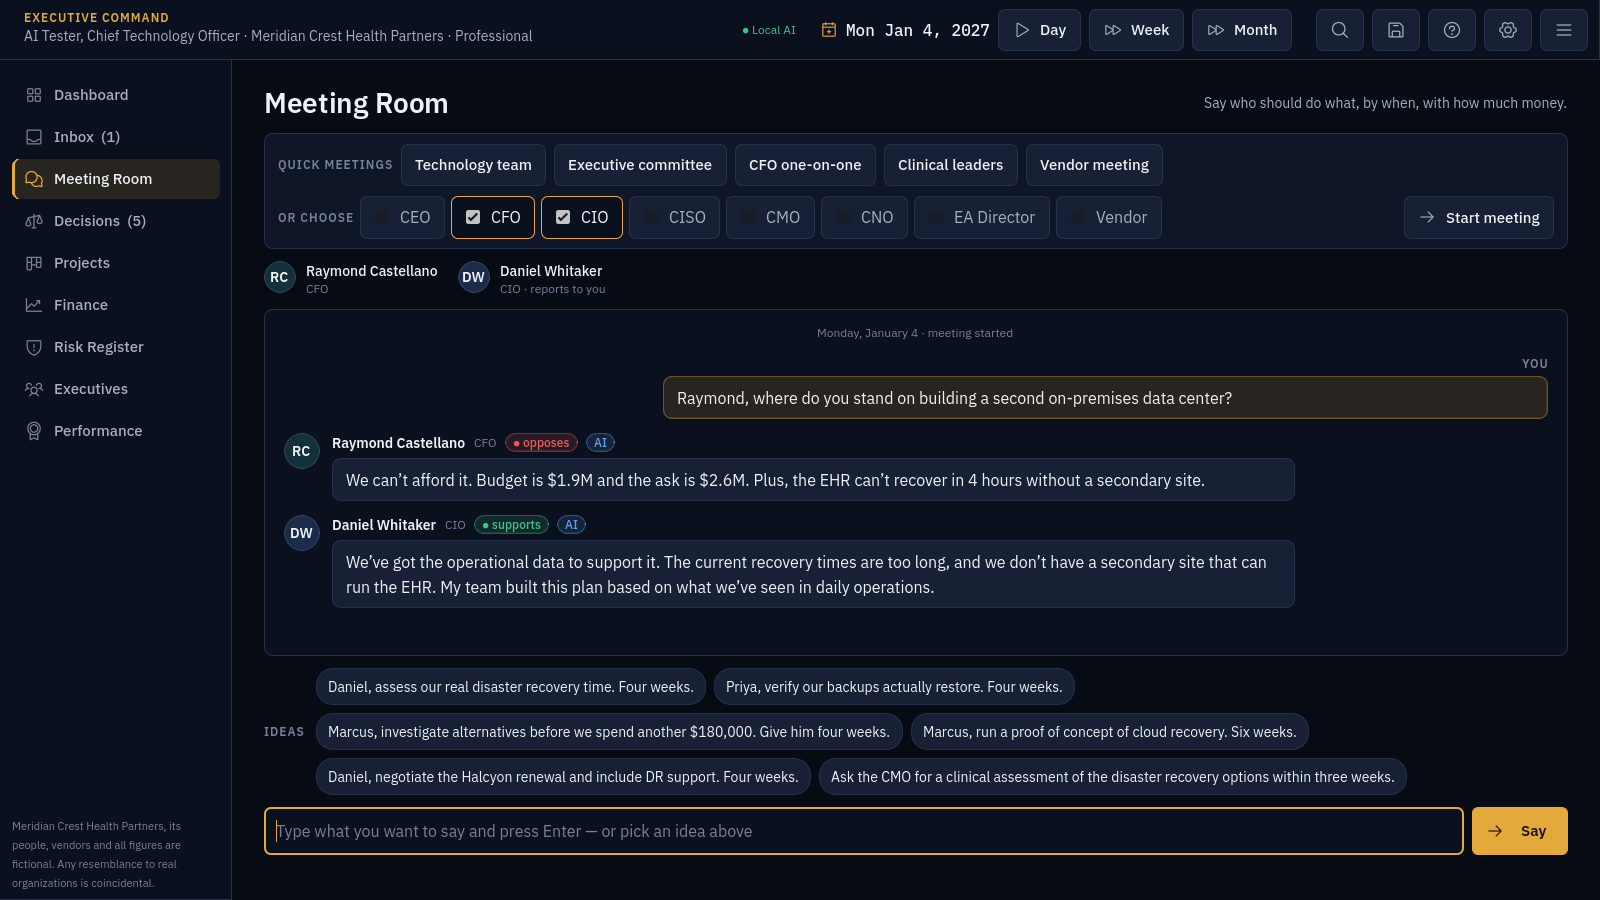 EXECUTIVE COMMAND
AI Tester, Chief Technology Officer · Meridian Crest Health Partners · Professional
Local AI
Mon Jan 4, 2027
Day
Week
Month
Dashboard
Inbox (1)
Meeting Room
Decisions (5)
Projects
Finance
Risk Register
Executives
Performance
Meridian Crest Health Partners, its
people, vendors and all figures are
fictional. Any resemblance to real
organizations is coincidental.
Meeting Room
Say who should do what, by when, with how much money.
QUICK MEETINGS
Technology team
Executive committee
CFO one-on-one
Clinical leaders
Vendor meeting
OR CHOOSE
CEO
CFO
CIO
CISO
CMO
CNO
EA Director
Vendor
Start meeting
RC
Raymond Castellano
CFO
DW
Daniel Whitaker
CIO · reports to you
Monday, January 4 · meeting started
YOU
Raymond, where do you stand on building a second on-premises data center?
RC
Raymond Castellano CFO opposes AI
We can’t afford it. Budget is $1.9M and the ask is $2.6M. Plus, the EHR can’t recover in 4 hours without a secondary site.
DW
Daniel Whitaker CIO supports AI
We’ve got the operational data to support it. The current recovery times are too long, and we don’t have a secondary site that can
run the EHR. My team built this plan based on what we’ve seen in daily operations.
IDEAS
Daniel, assess our real disaster recovery time. Four weeks.
Priya, verify our backups actually restore. Four weeks.
Marcus, investigate alternatives before we spend another $180,000. Give him four weeks.
Marcus, run a proof of concept of cloud recovery. Six weeks.
Daniel, negotiate the Halcyon renewal and include DR support. Four weeks.
Ask the CMO for a clinical assessment of the disaster recovery options within three weeks.
Type what you want to say and press Enter — or pick an idea above
Say